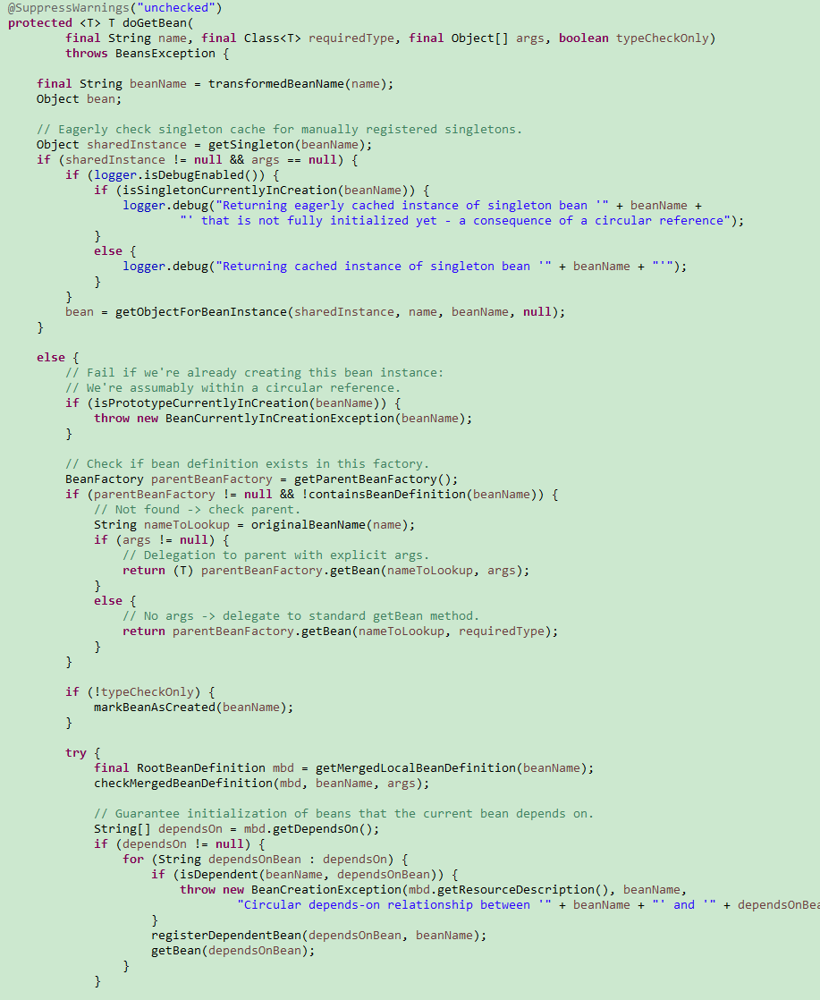 @SuppressWarnings("unchecked")
protected <T> T doGetBean(
        final String name, final Class<T> requiredType, final Object[] args, boolean typeCheckOnly)
        throws BeansException {

    final String beanName = transformedBeanName(name);
    Object bean;

    // Eagerly check singleton cache for manually registered singletons.
    Object sharedInstance = getSingleton(beanName);
    if (sharedInstance != null && args == null) {
        if (logger.isDebugEnabled()) {
            if (isSingletonCurrentlyInCreation(beanName)) {
                logger.debug("Returning eagerly cached instance of singleton bean '" + beanName +
                        "' that is not fully initialized yet - a consequence of a circular reference");
            }
            else {
                logger.debug("Returning cached instance of singleton bean '" + beanName + "'");
            }
        }
        bean = getObjectForBeanInstance(sharedInstance, name, beanName, null);
    }

    else {
        // Fail if we're already creating this bean instance:
        // We're assumably within a circular reference.
        if (isPrototypeCurrentlyInCreation(beanName)) {
            throw new BeanCurrentlyInCreationException(beanName);
        }

        // Check if bean definition exists in this factory.
        BeanFactory parentBeanFactory = getParentBeanFactory();
        if (parentBeanFactory != null && !containsBeanDefinition(beanName)) {
            // Not found -> check parent.
            String nameToLookup = originalBeanName(name);
            if (args != null) {
                // Delegation to parent with explicit args.
                return (T) parentBeanFactory.getBean(nameToLookup, args);
            }
            else {
                // No args -> delegate to standard getBean method.
                return parentBeanFactory.getBean(nameToLookup, requiredType);
            }
        }

        if (!typeCheckOnly) {
            markBeanAsCreated(beanName);
        }

        try {
            final RootBeanDefinition mbd = getMergedLocalBeanDefinition(beanName);
            checkMergedBeanDefinition(mbd, beanName, args);

            // Guarantee initialization of beans that the current bean depends on.
            String[] dependsOn = mbd.getDependsOn();
            if (dependsOn != null) {
                for (String dependsOnBean : dependsOn) {
                    if (isDependent(beanName, dependsOnBean)) {
                        throw new BeanCreationException(mbd.getResourceDescription(), beanName,
                                "Circular depends-on relationship between '" + beanName + "' and '" + dependsOnBea
                    }
                    registerDependentBean(dependsOnBean, beanName);
                    getBean(dependsOnBean);
                }
            }